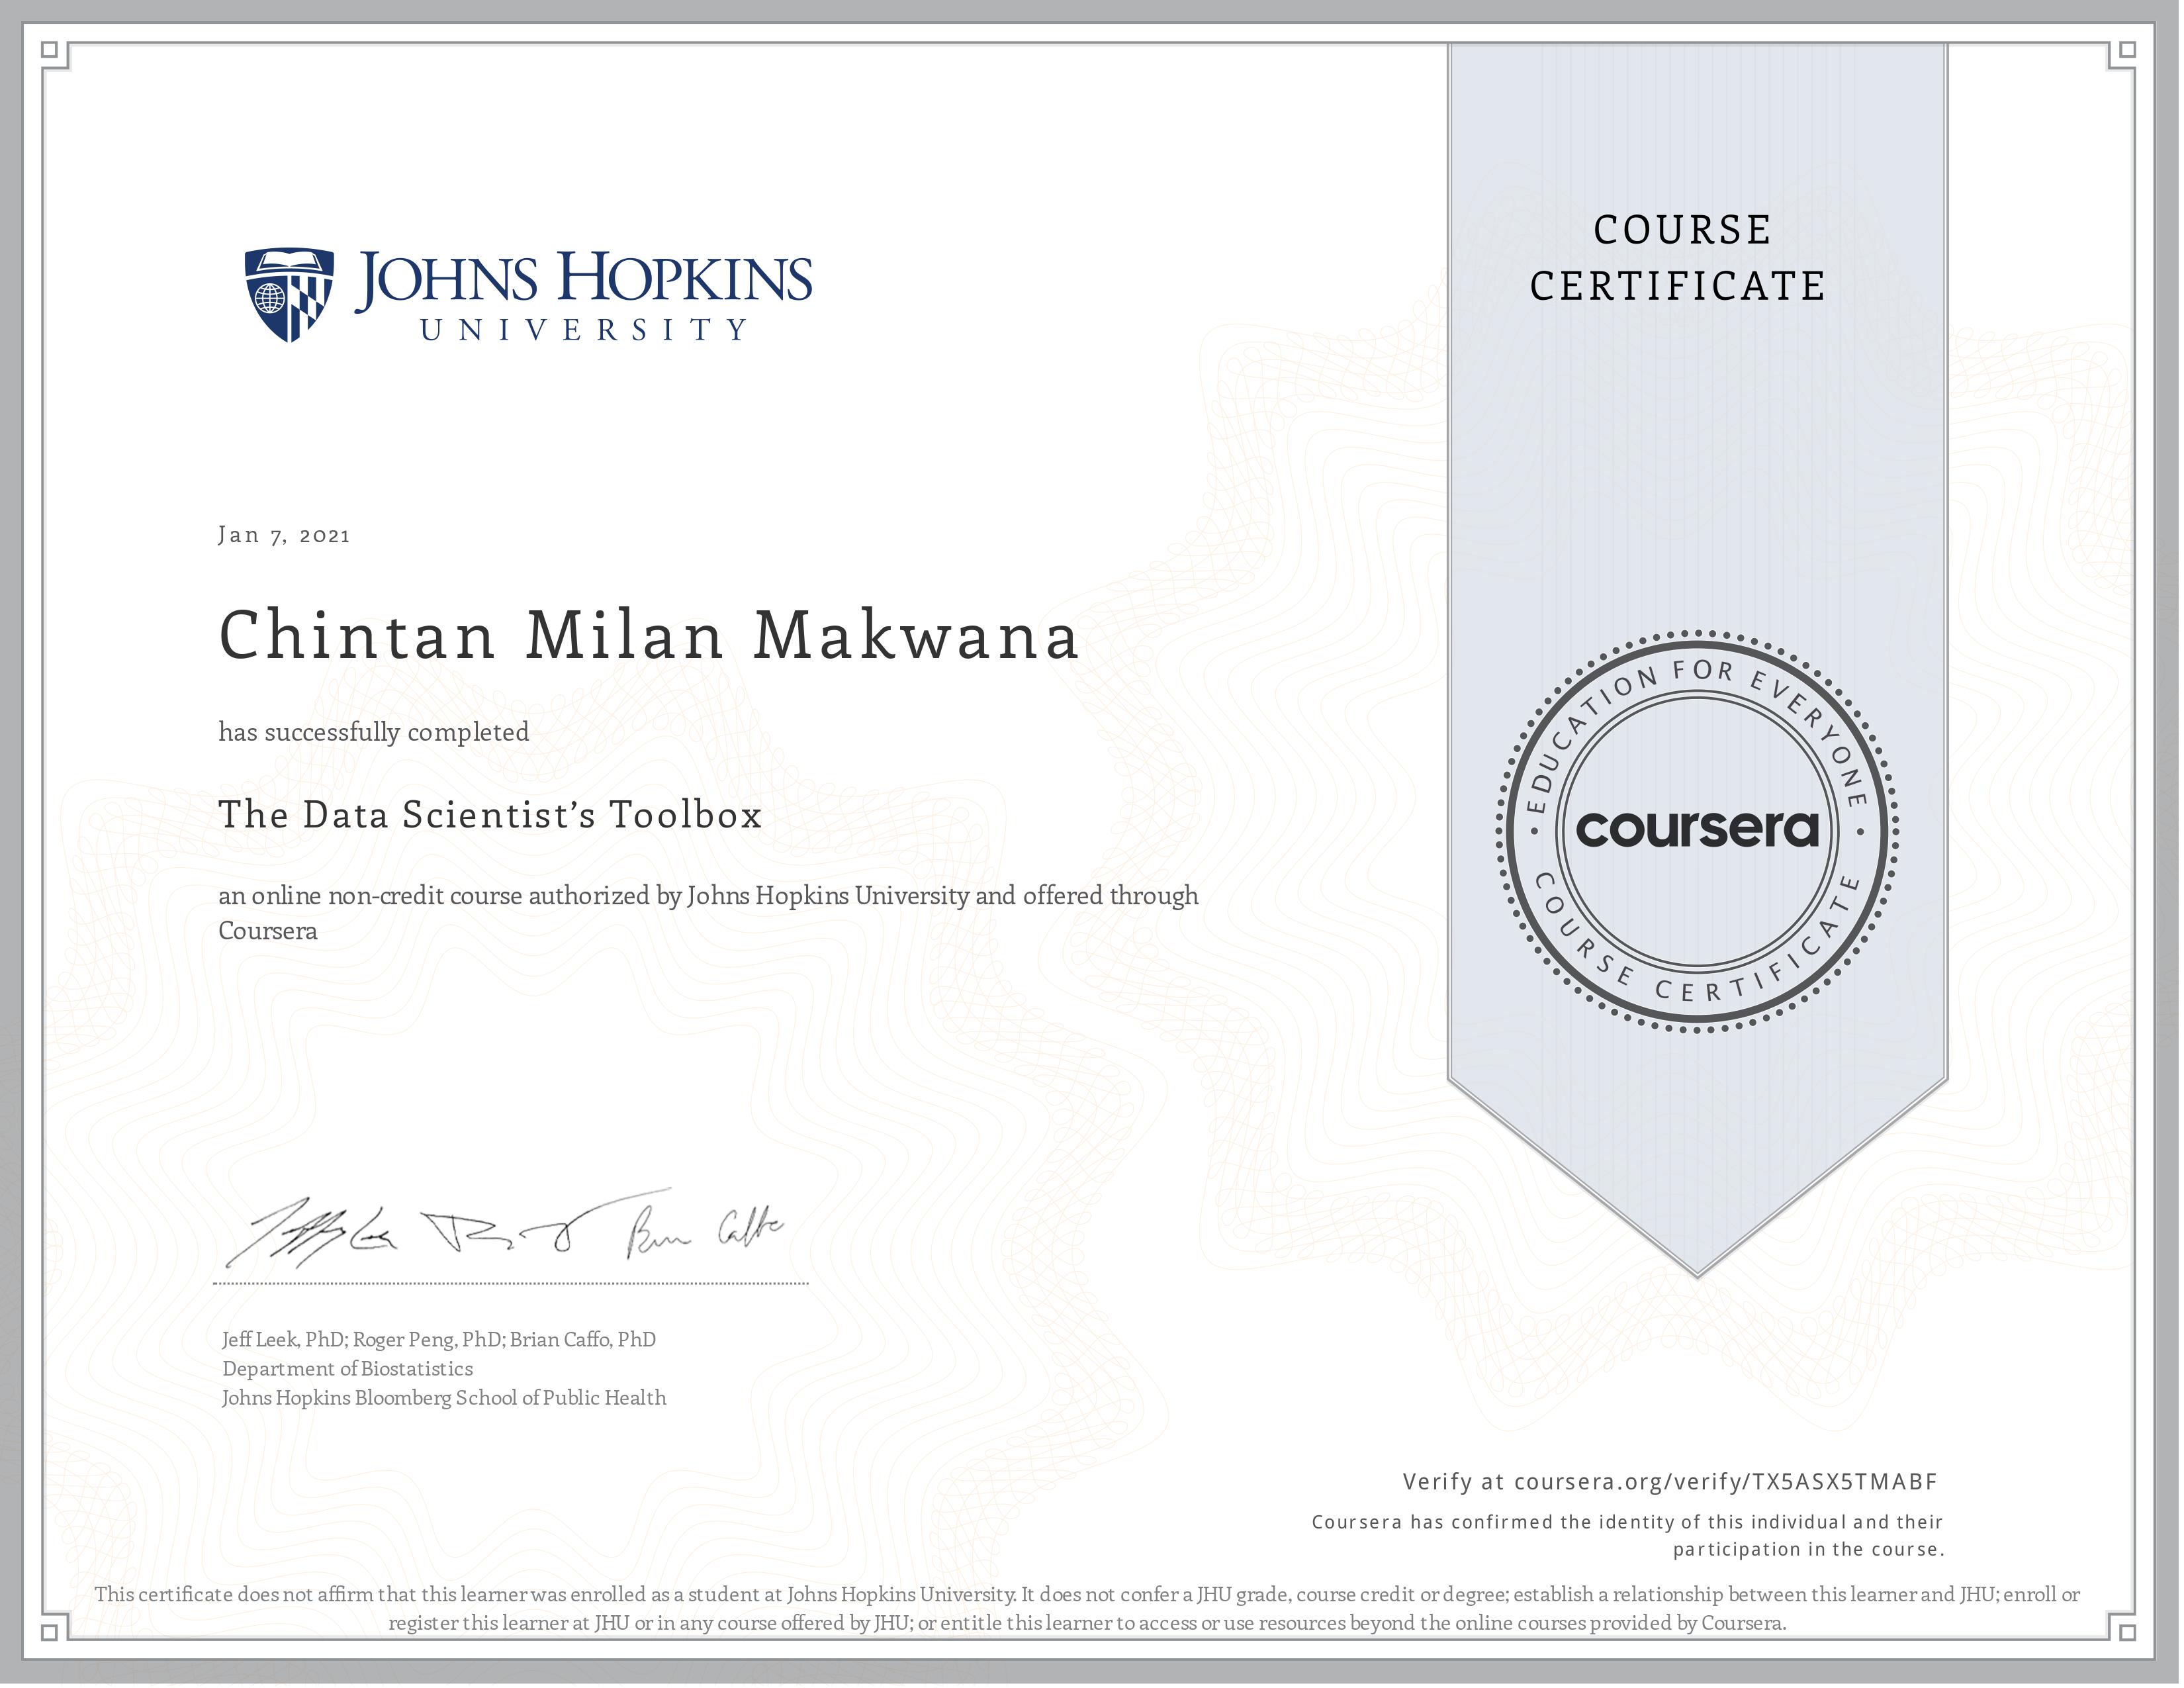 JOHNS HOPKINS
UNIVERSITY
COURSE
CERTIFICATE
Jan 7, 2021
Chintan Milan Makwana
has successfully completed
The Data Scientist’s Toolbox
an online non-credit course authorized by Johns Hopkins University and offered through
Coursera
EDUCATION FOR EVERYONE
coursera
COURSE CERTIFICATE
Jeff Leek, PhD; Roger Peng, PhD; Brian Caffo, PhD
Department of Biostatistics
Johns Hopkins Bloomberg School of Public Health
Verify at coursera.org/verify/TX5ASX5TMABF
Coursera has confirmed the identity of this individual and their
participation in the course.
This certificate does not affirm that this learner was enrolled as a student at Johns Hopkins University. It does not confer a JHU grade, course credit or degree; establish a relationship between this learner and JHU; enroll or
register this learner at JHU or in any course offered by JHU; or entitle this learner to access or use resources beyond the online courses provided by Coursera.